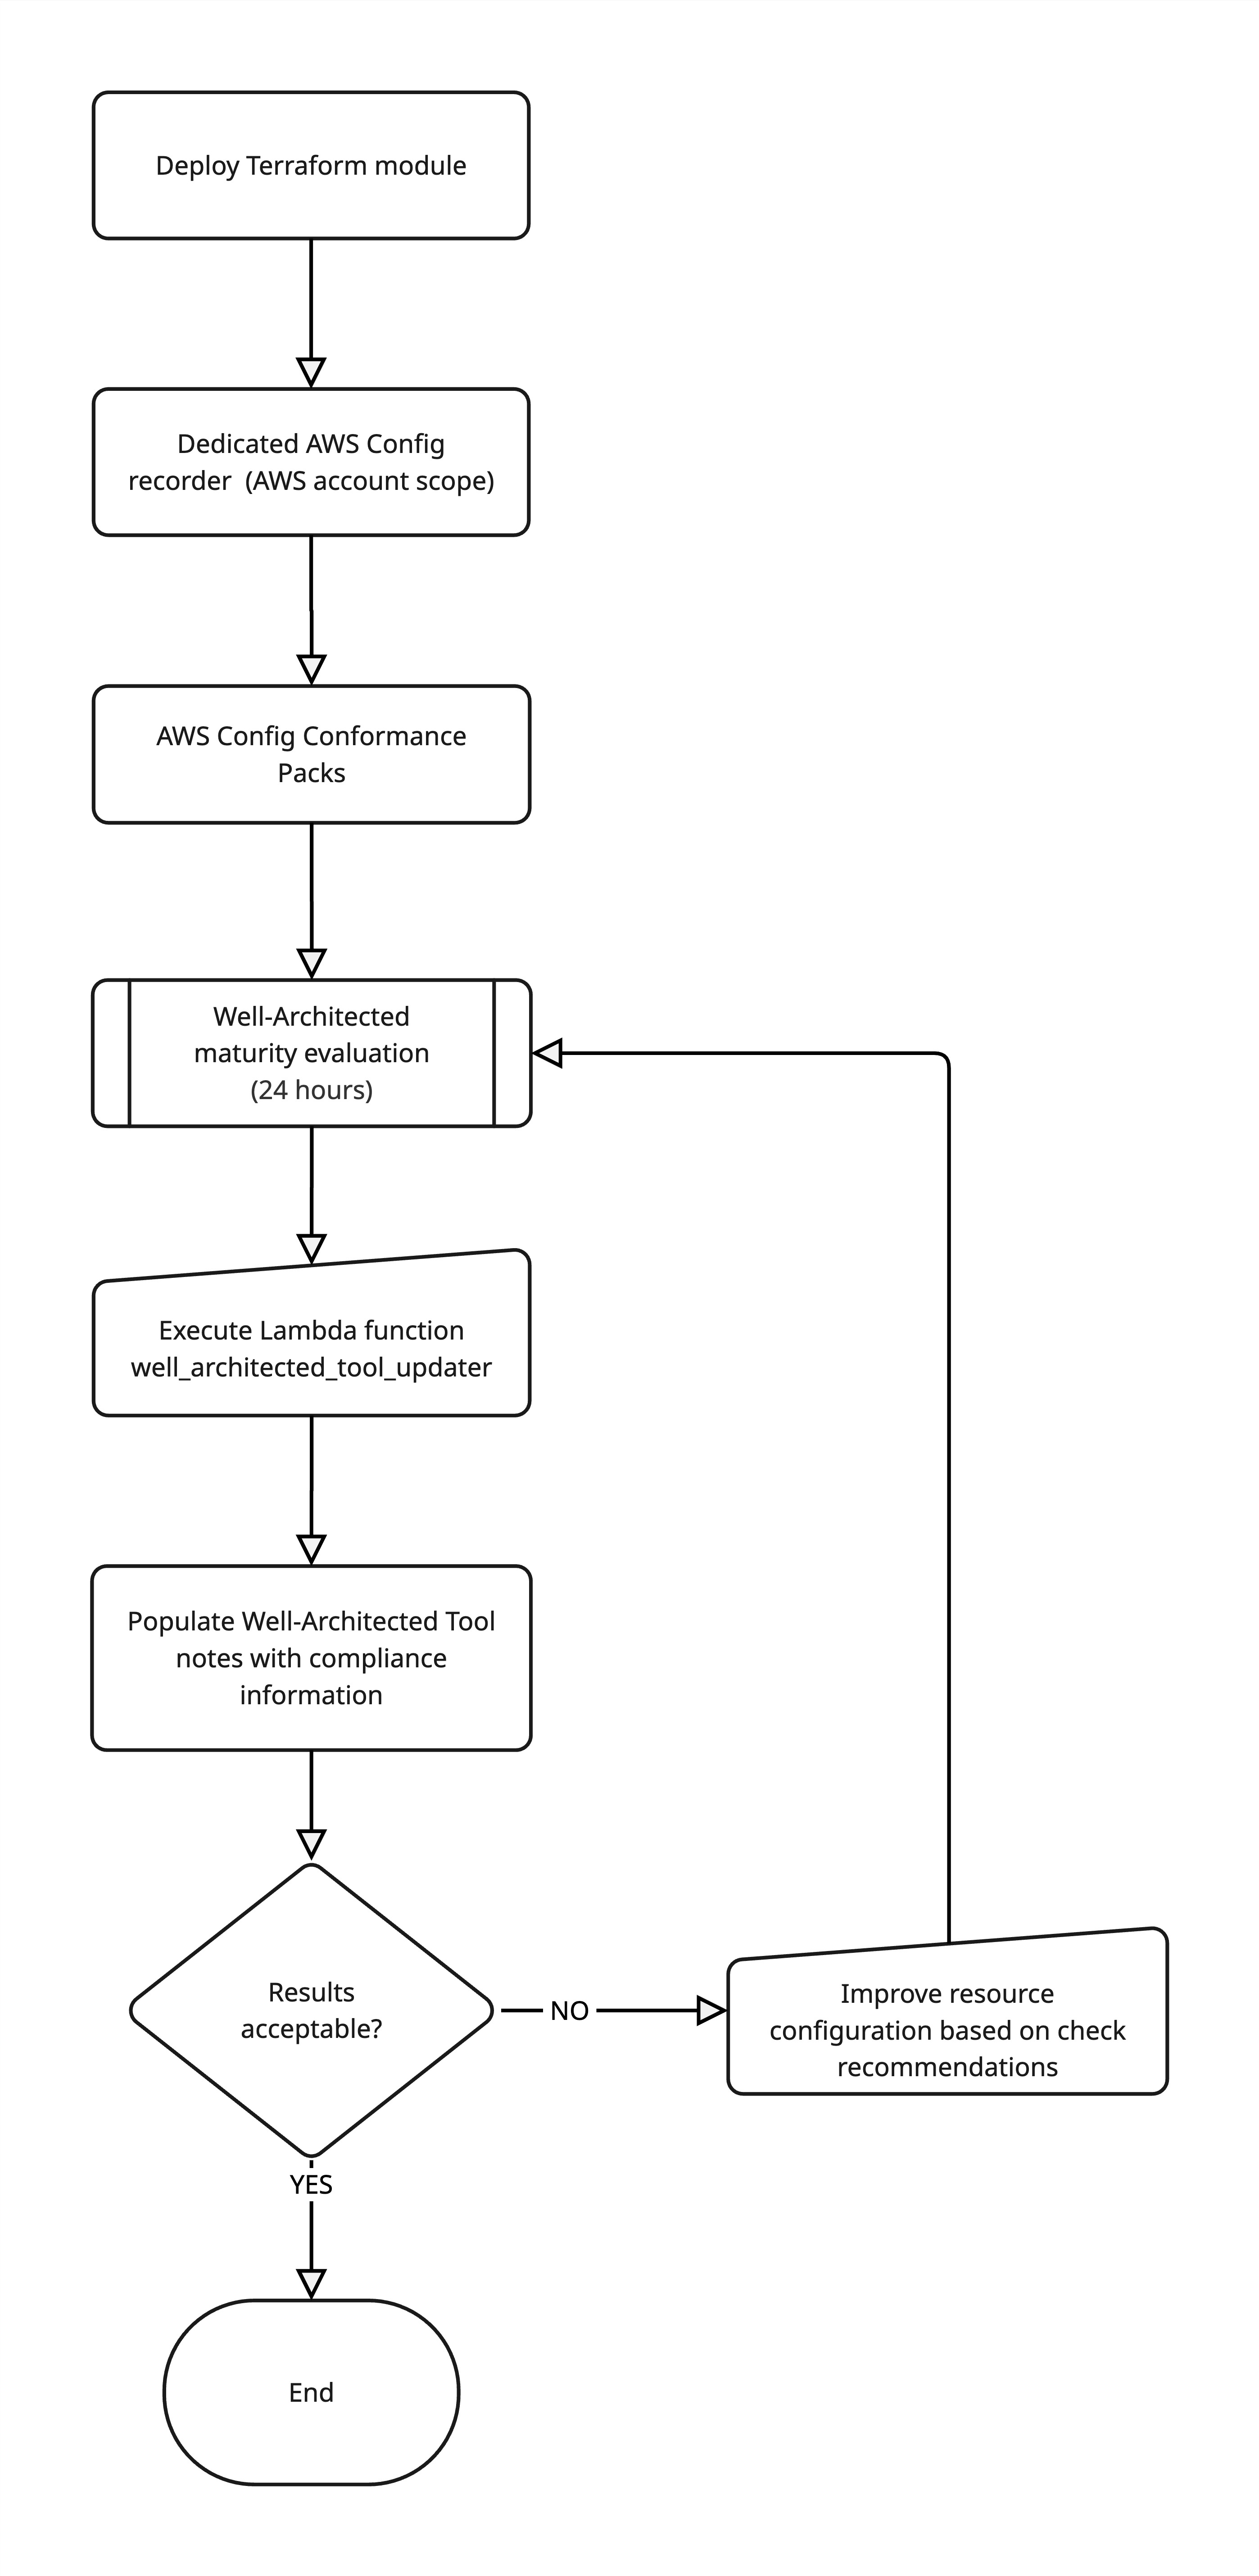 Deploy Terraform module
Dedicated AWS Config
recorder  (AWS account scope)
AWS Config Conformance
Packs
Well-Architected
maturity evaluation
(24 hours)
Execute Lambda function
well_architected_tool_updater
Populate Well-Architected Tool
notes with compliance
information
Results
acceptable?
NO
Improve resource
configuration based on check
recommendations
YES
End